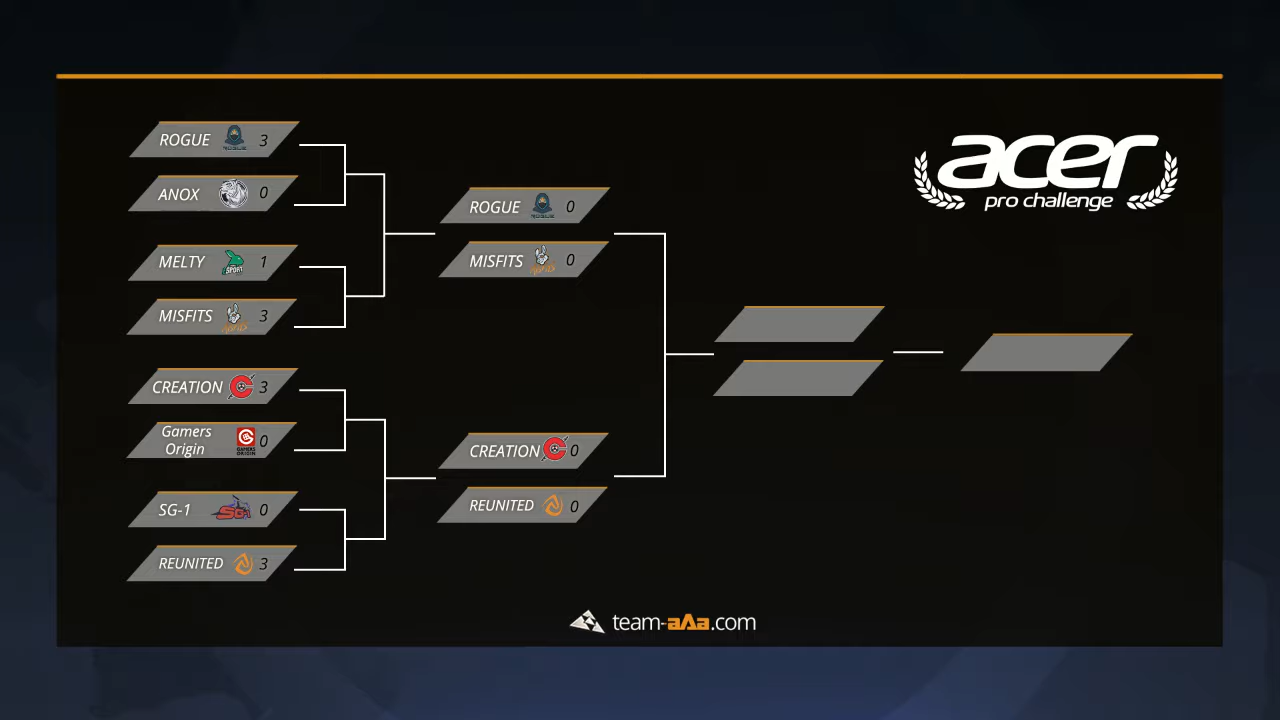 ROGUE 3
ANOX 0
MELTY 1
MISFITS 3
CREATION 3
Gamers
Origin 0
SG-1 0
REUNITED 3
ROGUE 0
MISFITS 0
CREATION 0
REUNITED 0
acer
pro challenge
team-aAa.com